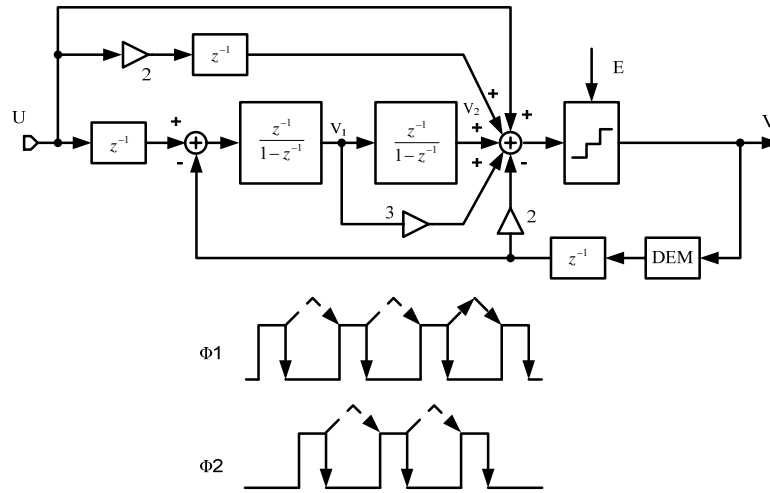 2
z⁻¹
E
U
V
z⁻¹
+
-
+
z⁻¹
1-z⁻¹
V₁
z⁻¹
1-z⁻¹
V₂
+
+
+
+
+
-
3
2
z⁻¹
DEM
Φ1
Φ2